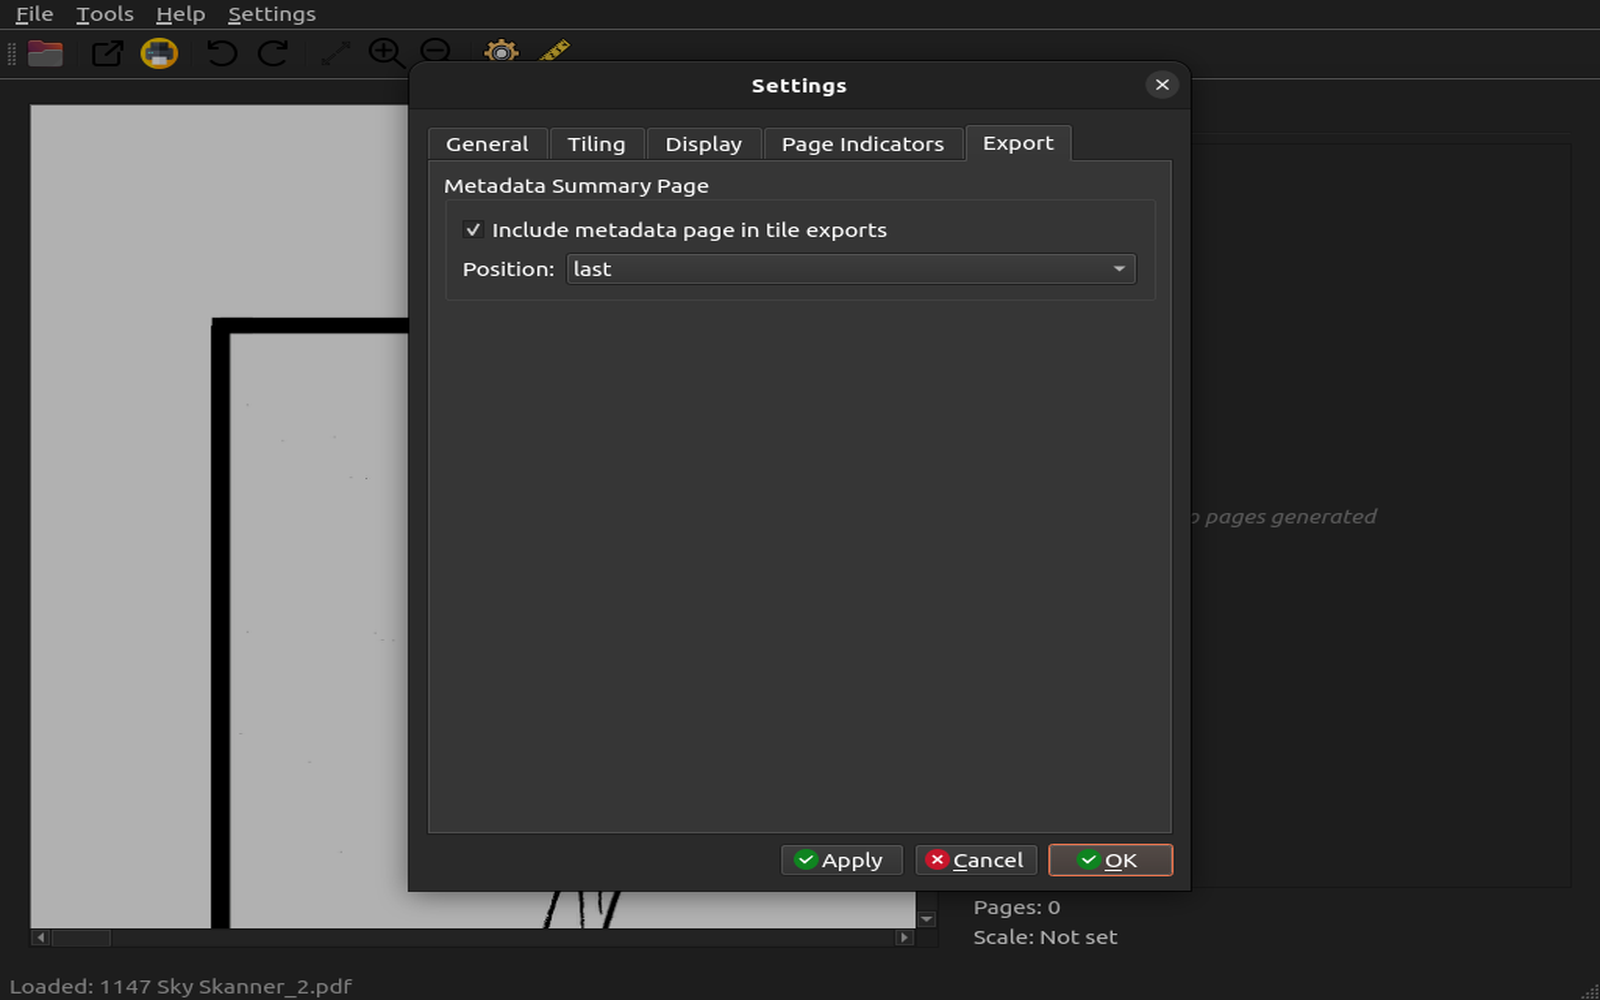 File Tools Help Settings
Settings
General Tiling Display Page Indicators Export
Metadata Summary Page
Include metadata page in tile exports
Position: last
pages generated
Apply Cancel OK
Pages: 0
Scale: Not set
Loaded: 1147 Sky Skanner_2.pdf